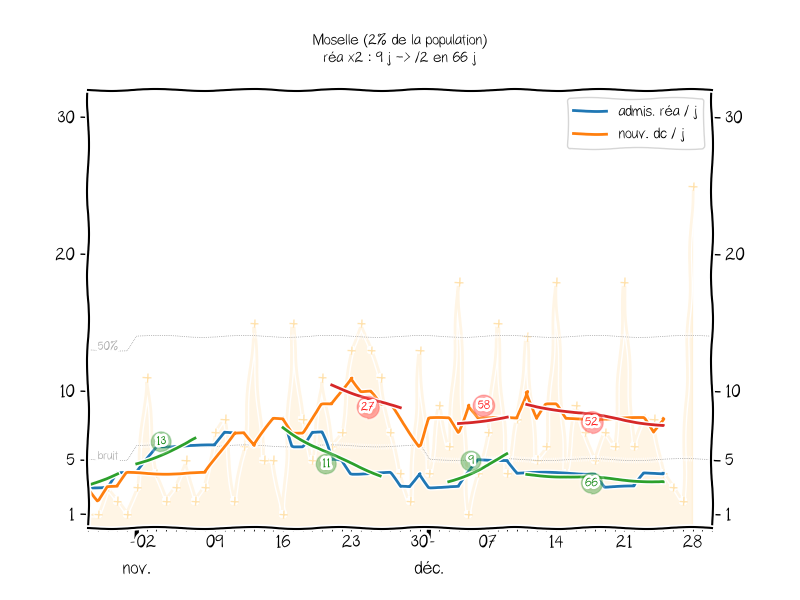 Moselle (2% de la population)
réa x2 : 9 j -> /2 en 66 j
admis. réa / j
nouv. dc / j
30 30
20 20
50%
10 10
13
27
58
52
bruit
5 5
11
9
66
1 1
02 09 16 23 30 07 14 21 28
nov. déc.